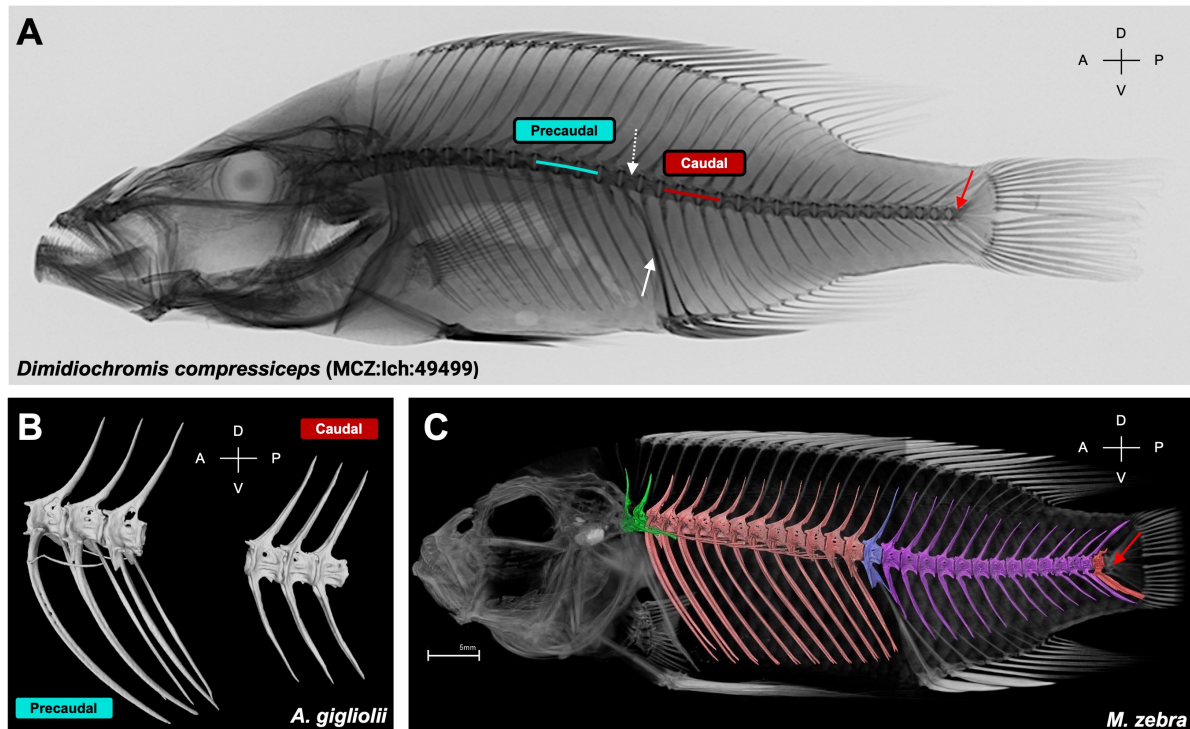 A
D
A P
V
Precaudal
Caudal
Dimidiochromis compressiceps (MCZ:Ich:49499)
B
Caudal
D
A P
V
Precaudal
A. gigliolii
C
D
A P
V
5mm
M. zebra